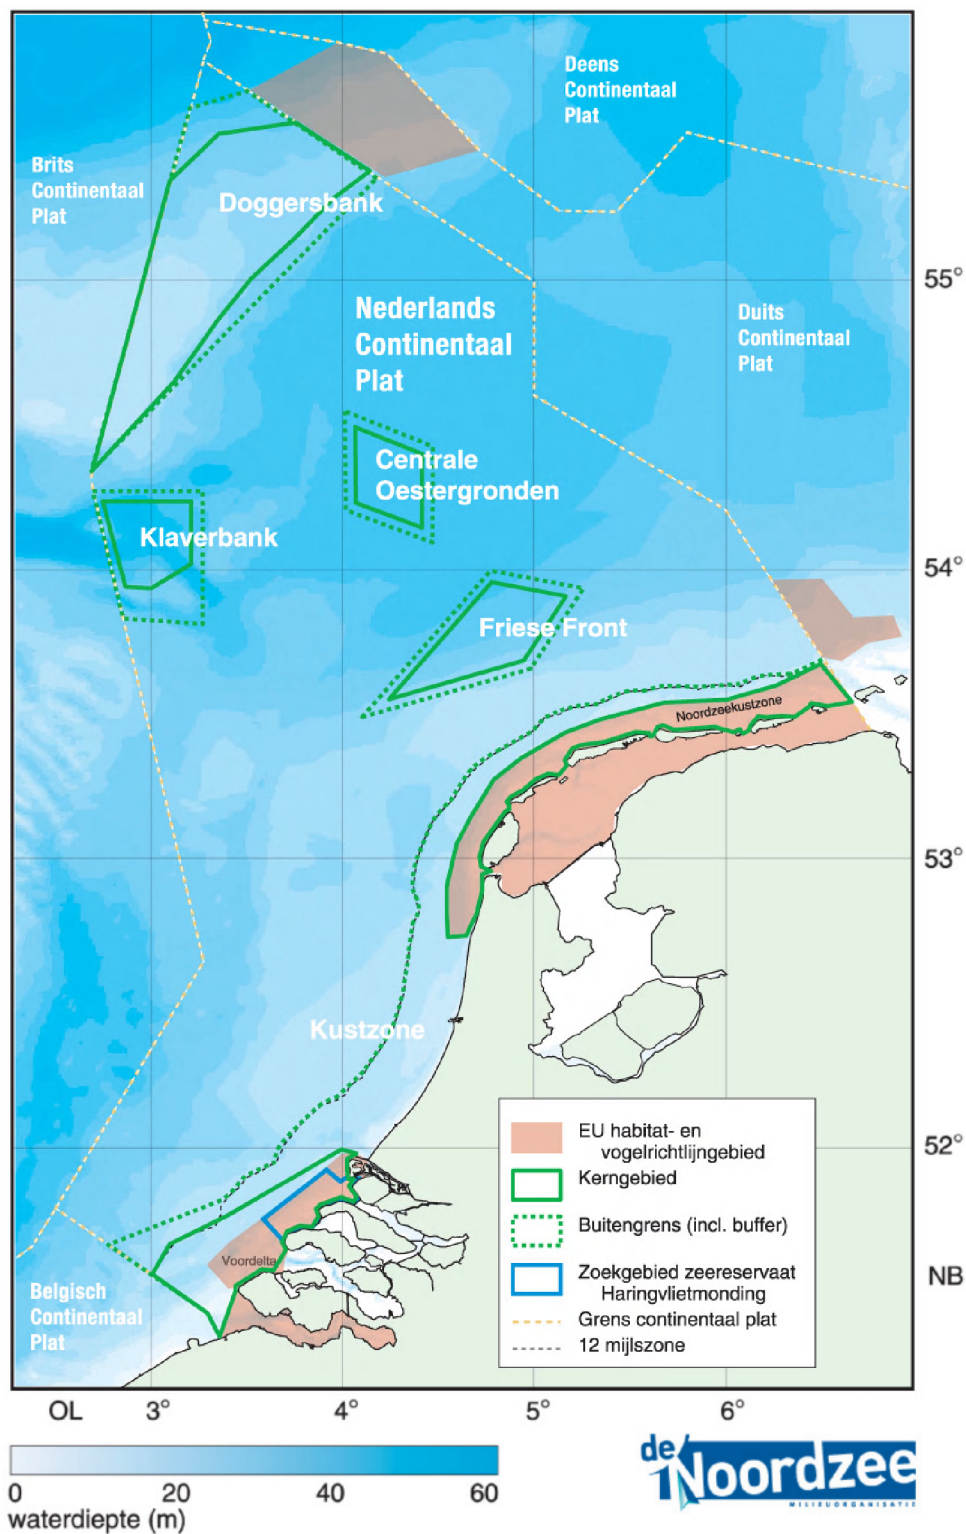 Deens
Continentaal
Plat
Brits
Continentaal
Plat
Doggersbank
55°
Nederlands
Continentaal
Plat
Duits
Continentaal
Plat
Centrale
Oestergronden
Klaverbank
54°
Friese Front
Noordzeekustzone
53°
Kustzone
52°
Voordelta
Belgisch
Continentaal
Plat
EU habitat- en
vogelrichtlijngebied
Kerngebied
Buitengrens (incl. buffer)
Zoekgebied zeereservaat
Haringvlietmonding
Grens continentaal plat
12 mijlszone
NB
OL 3° 4° 5° 6°
0 20 40 60
waterdiepte (m)
de
Noordzee
MILIEUORGANISATIE